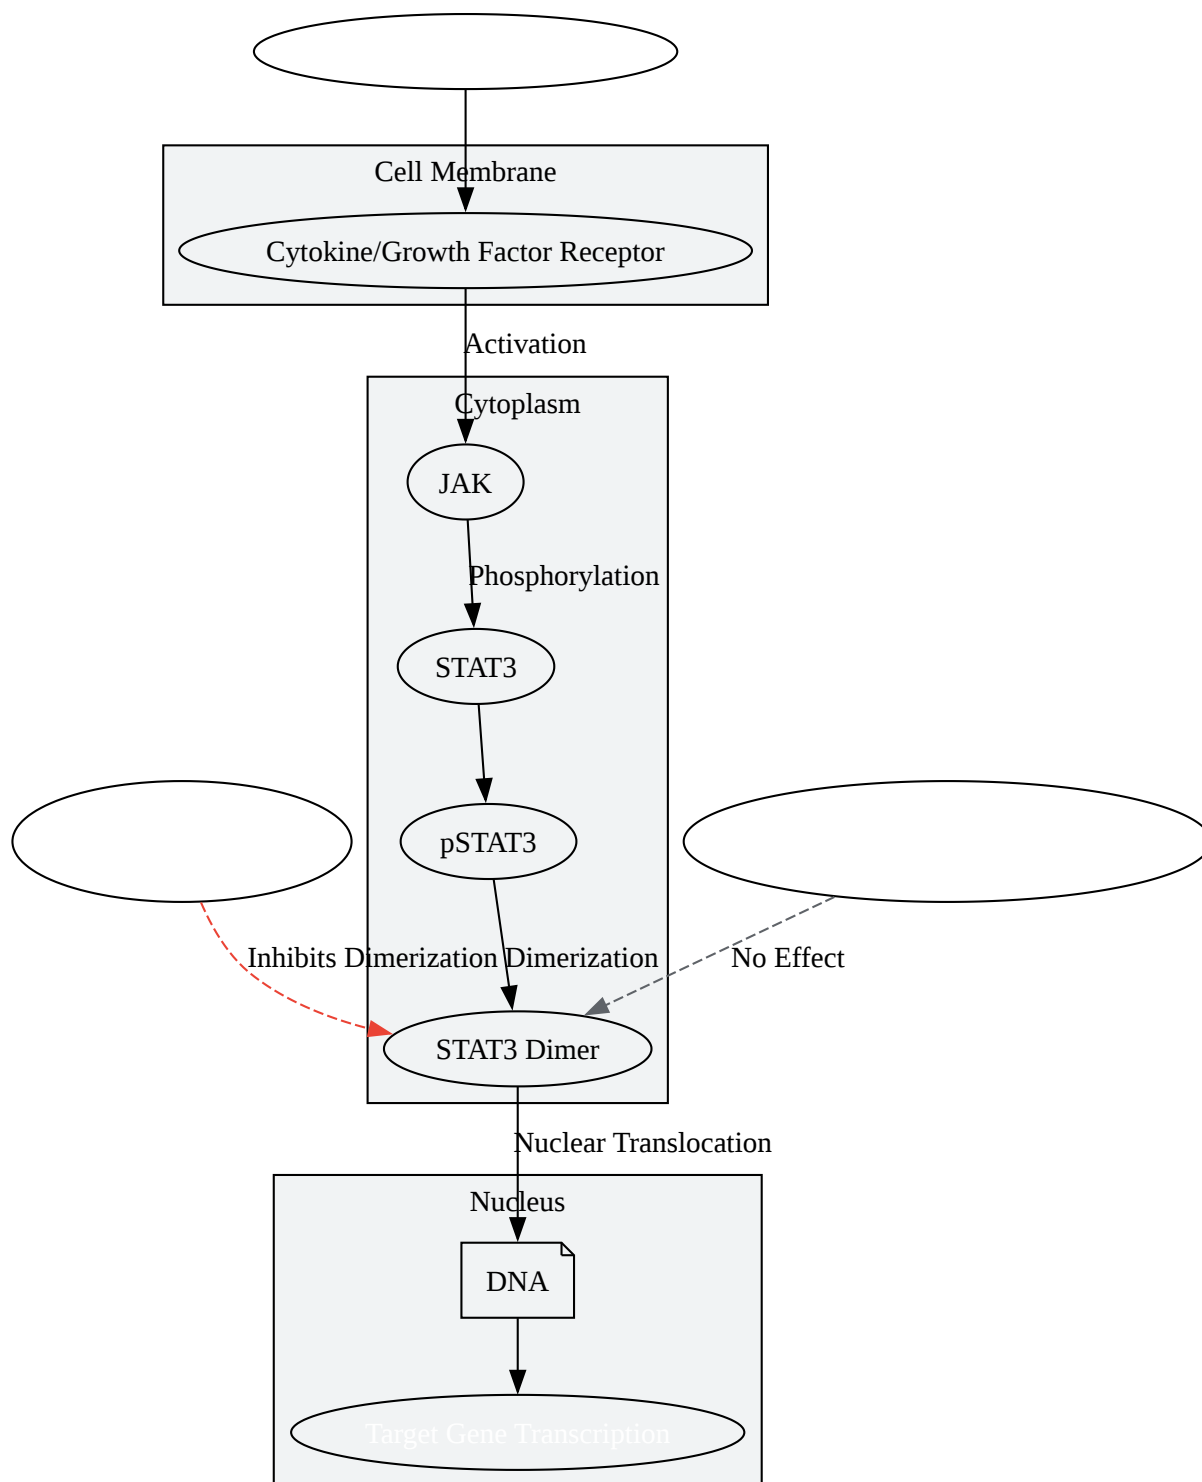 Cell Membrane
Cytokine/Growth Factor Receptor
Activation
Cytoplasm
JAK
Phosphorylation
STAT3
pSTAT3
Inhibits Dimerization
Dimerization
No Effect
STAT3 Dimer
Nuclear Translocation
Nucleus
DNA
Target Gene Transcription